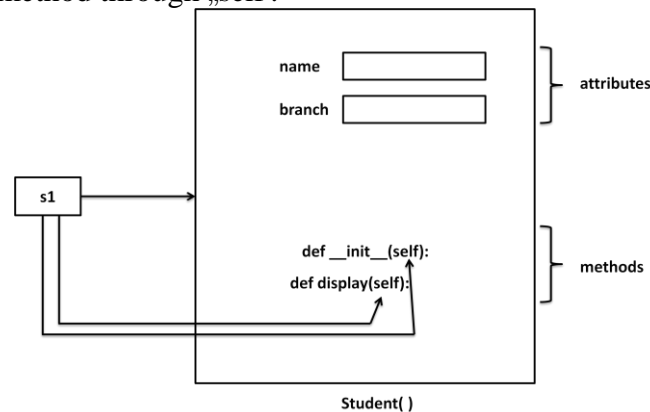 method through „self‟.
name
attributes
branch
s1
def __init__(self):
def display(self):
methods
Student( )